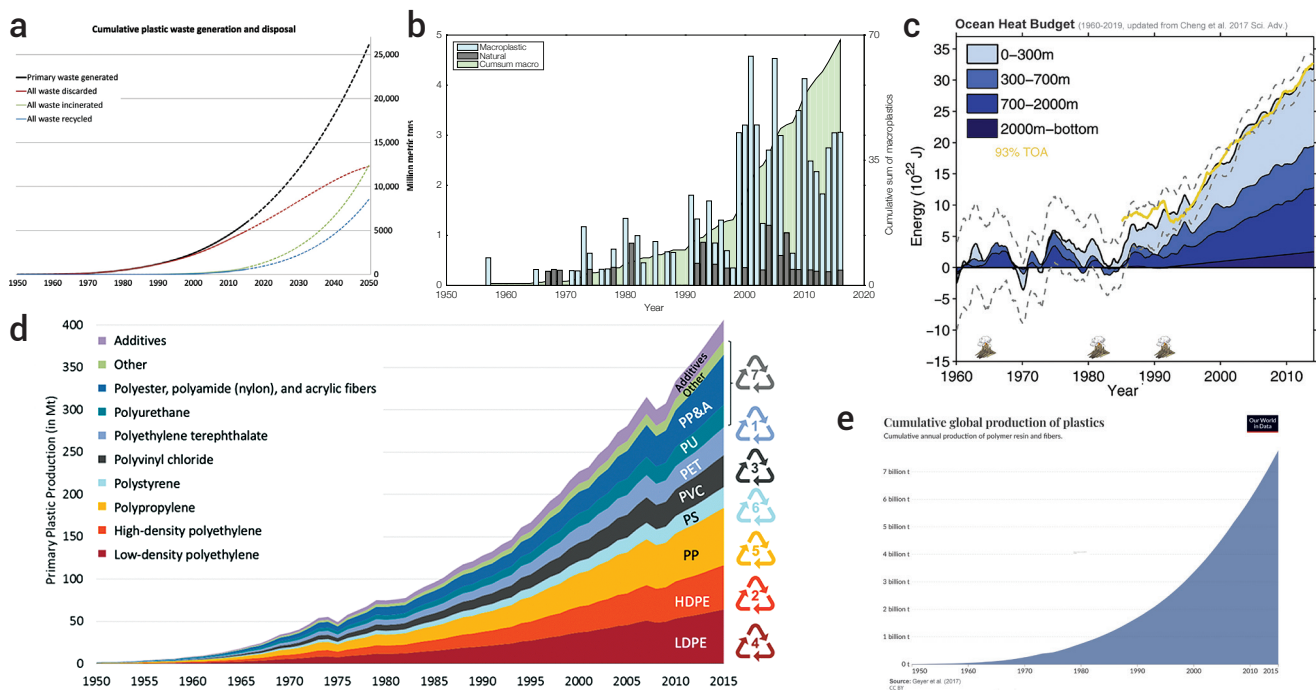 a
Cumulative plastic waste generation and disposal
Primary waste generated
All waste discarded
All waste incinerated
All waste recycled
25,000
20,000
15,000
10,000
5000
0
Million metric tons
1950 1960 1970 1980 1990 2000 2010 2020 2030 2040 2050
b
Macroplastic
Natural
Cumsum macro
5
4
3
2
1
0
70
35
0
Cumulative sum of macroplastics
1950 1960 1970 1980 1990 2000 2010 2020
Year
c
Ocean Heat Budget (1960-2019, updated from Cheng et al. 2017 Sci. Adv.)
0−300m
300−700m
700−2000m
2000m−bottom
93% TOA
Energy (10²² J)
35
30
25
20
15
10
5
0
−5
−10
−15
1960 1970 1980 1990 2000 2010
Year
d
Primary Plastic Production (in Mt)
400
350
300
250
200
150
100
50
0
Additives
Other
Polyester, polyamide (nylon), and acrylic fibers
Polyurethane
Polyethylene terephthalate
Polyvinyl chloride
Polystyrene
Polypropylene
High-density polyethylene
Low-density polyethylene
Additives
Other
PP&A
PU
PET
PVC
PS
PP
HDPE
LDPE
7
1
3
6
5
2
4
1950 1955 1960 1965 1970 1975 1980 1985 1990 1995 2000 2005 2010 2015
e
Cumulative global production of plastics
Cumulative annual production of polymer resin and fibers.
Our World
in Data
7 billion t
6 billion t
5 billion t
4 billion t
3 billion t
2 billion t
1 billion t
0 t
1950 1960 1970 1980 1990 2000 2010 2015
Source: Geyer et al. (2017)
CC BY